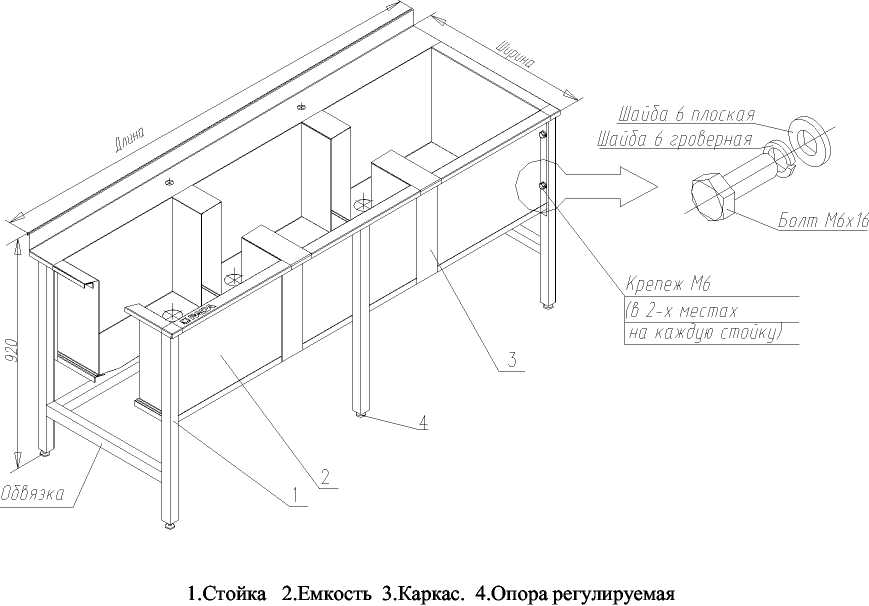 Длина
Ширина
Шайба 6 плоская
Шайба 6 гроверная
Болт М6х16
Крепеж М6
(в 2-х местах
на каждую стойку)
920
3
4
2
1
Обвязка
1.Стойка 2.Емкость 3.Каркас. 4.Опора регулируемая